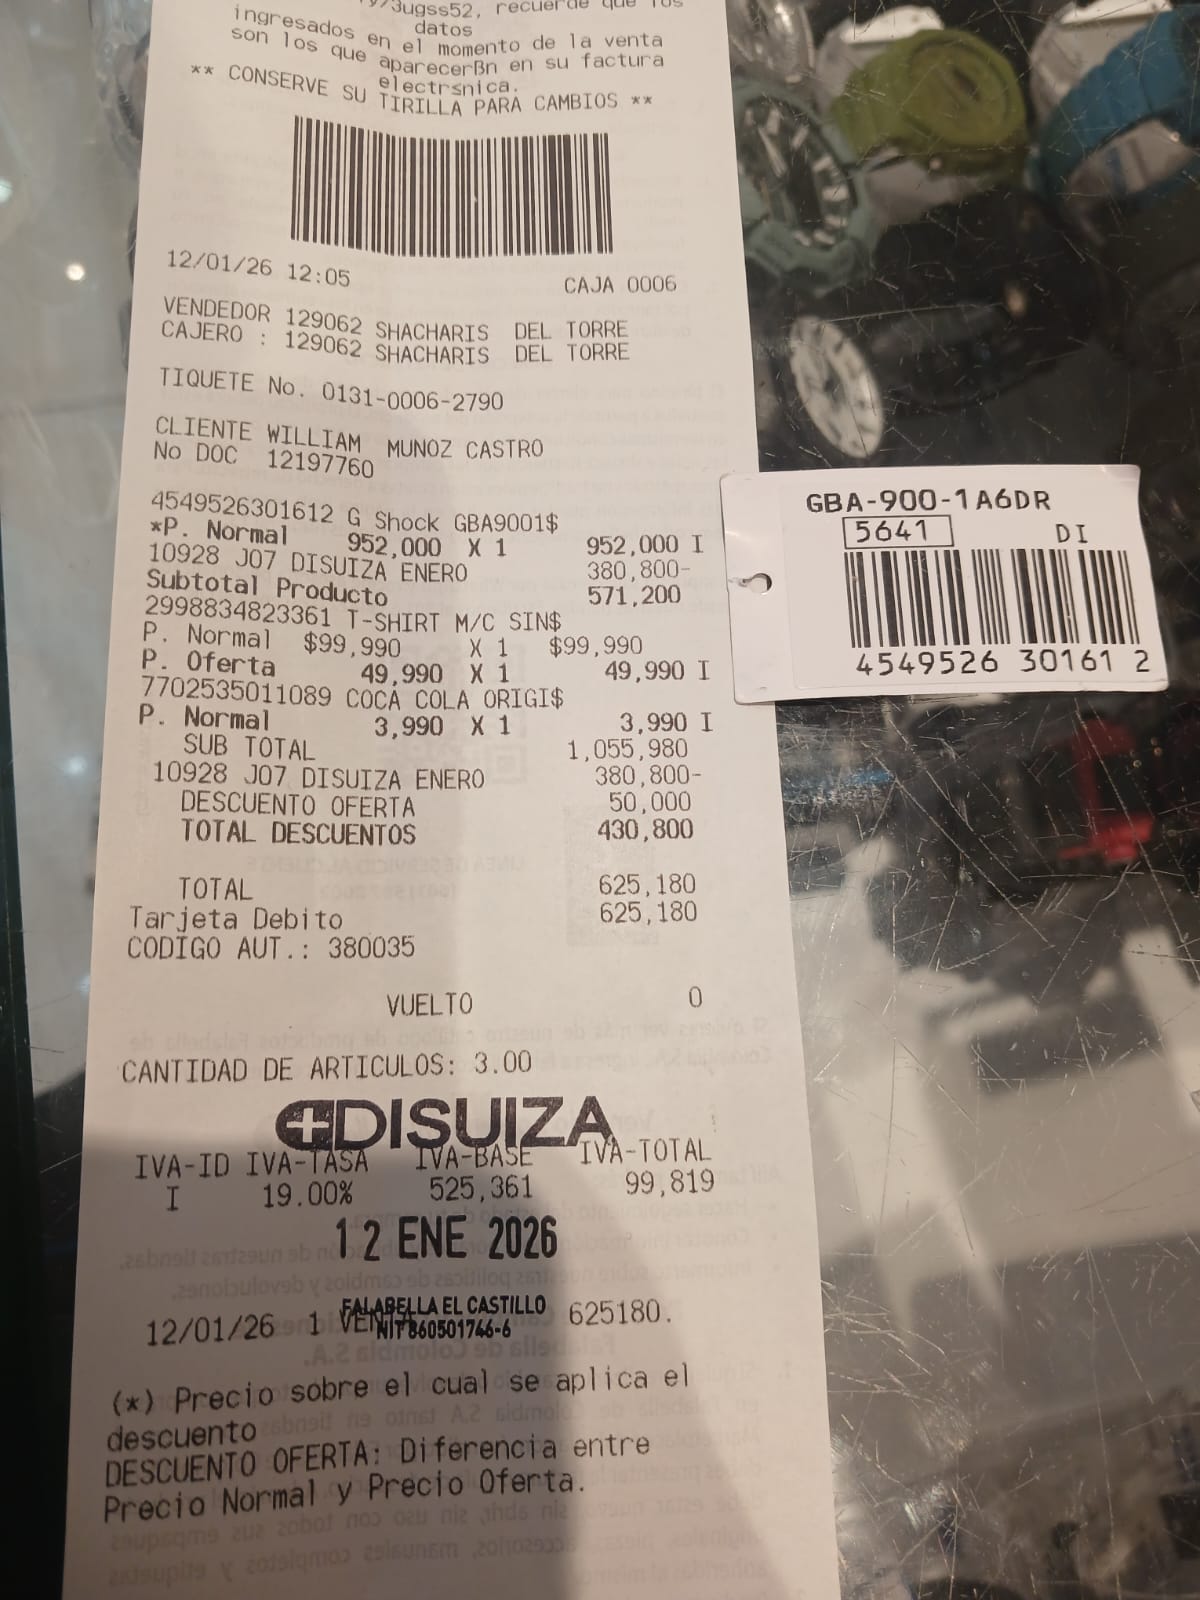 3ugss52, recuerde que los
datos
ingresados en el momento de la venta
son los que aparecerßn en su factura
electrsnica.
** CONSERVE SU TIRILLA PARA CAMBIOS **
12/01/26 12:05
CAJA 0006
VENDEDOR 129062 SHACHARIS DEL TORRE
CAJERO : 129062 SHACHARIS DEL TORRE
TIQUETE No. 0131-0006-2790
CLIENTE WILLIAM MUNOZ CASTRO
No DOC 12197760
4549526301612 G Shock GBA9001$
*P. Normal 952,000 X 1 952,000 I
10928 J07 DISUIZA ENERO 380,800-
Subtotal Producto 571,200
2998834823361 T-SHIRT M/C SIN$
P. Normal $99,990 X 1 $99,990
P. Oferta 49,990 X 1 49,990 I
7702535011089 COCA COLA ORIGI$
P. Normal 3,990 X 1 3,990 I
SUB TOTAL 1,055,980
10928 J07 DISUIZA ENERO 380,800-
DESCUENTO OFERTA 50,000
TOTAL DESCUENTOS 430,800
TOTAL 625,180
Tarjeta Debito 625,180
CODIGO AUT.: 380035
VUELTO 0
CANTIDAD DE ARTICULOS: 3.00
DISUIZA
IVA-ID IVA-TASA IVA-BASE IVA-TOTAL
I 19.00% 525,361 99,819
12 ENE 2026
FALABELLA EL CASTILLO
NIT 860501746-6
12/01/26 1 VENTA 625180.
(*) Precio sobre el cual se aplica el
descuento
DESCUENTO OFERTA: Diferencia entre
Precio Normal y Precio Oferta.
GBA-900-1A6DR
5641 DI
4549526 30161 2